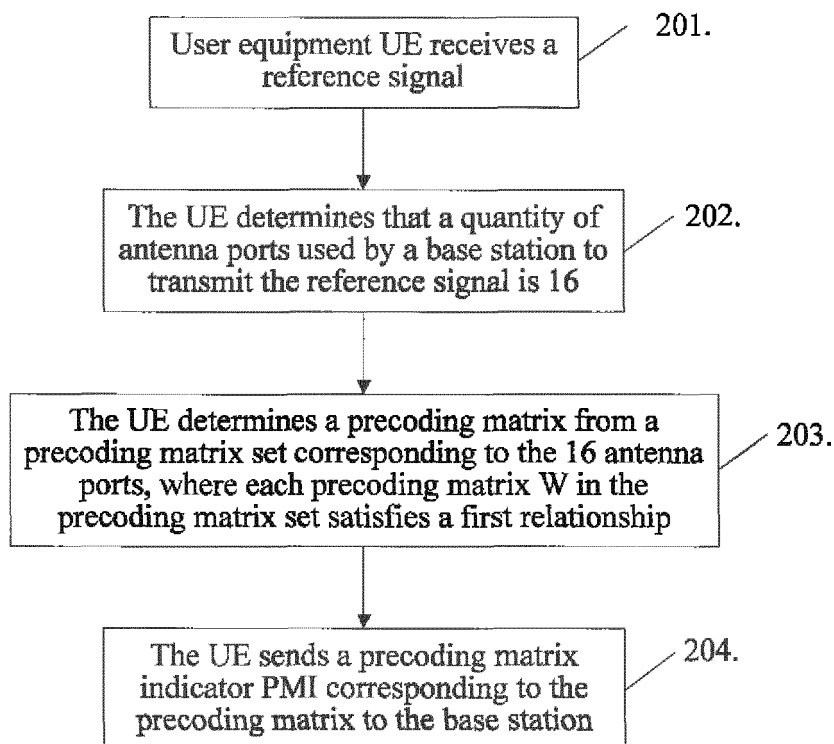 User equipment UE receives a
reference signal
201.
The UE determines that a quantity of
antenna ports used by a base station to
transmit the reference signal is 16
202.
The UE determines a precoding matrix from a
precoding matrix set corresponding to the 16 antenna
ports, where each precoding matrix W in the
precoding matrix set satisfies a first relationship
203.
The UE sends a precoding matrix
indicator PMI corresponding to the
precoding matrix to the base station
204.